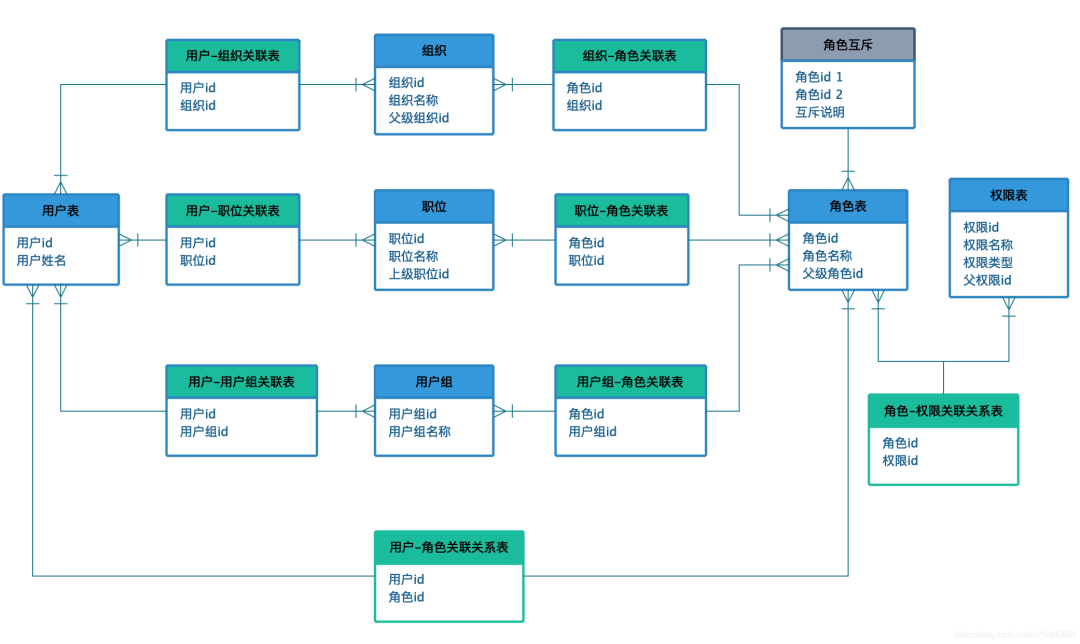 用户-组织关联表
用户id
组织id
组织
组织id
组织名称
父级组织id
组织-角色关联表
角色id
组织id
角色互斥
角色id 1
角色id 2
互斥说明
用户表
用户id
用户姓名
用户-职位关联表
用户id
职位id
职位
职位id
职位名称
上级职位id
职位-角色关联表
角色id
职位id
角色表
角色id
角色名称
父级角色id
权限表
权限id
权限名称
权限类型
父权限id
用户-用户组关联表
用户id
用户组id
用户组
用户组id
用户组名称
用户组-角色关联表
角色id
用户组id
角色-权限关联关系表
角色id
权限id
用户-角色关联关系表
用户id
角色id